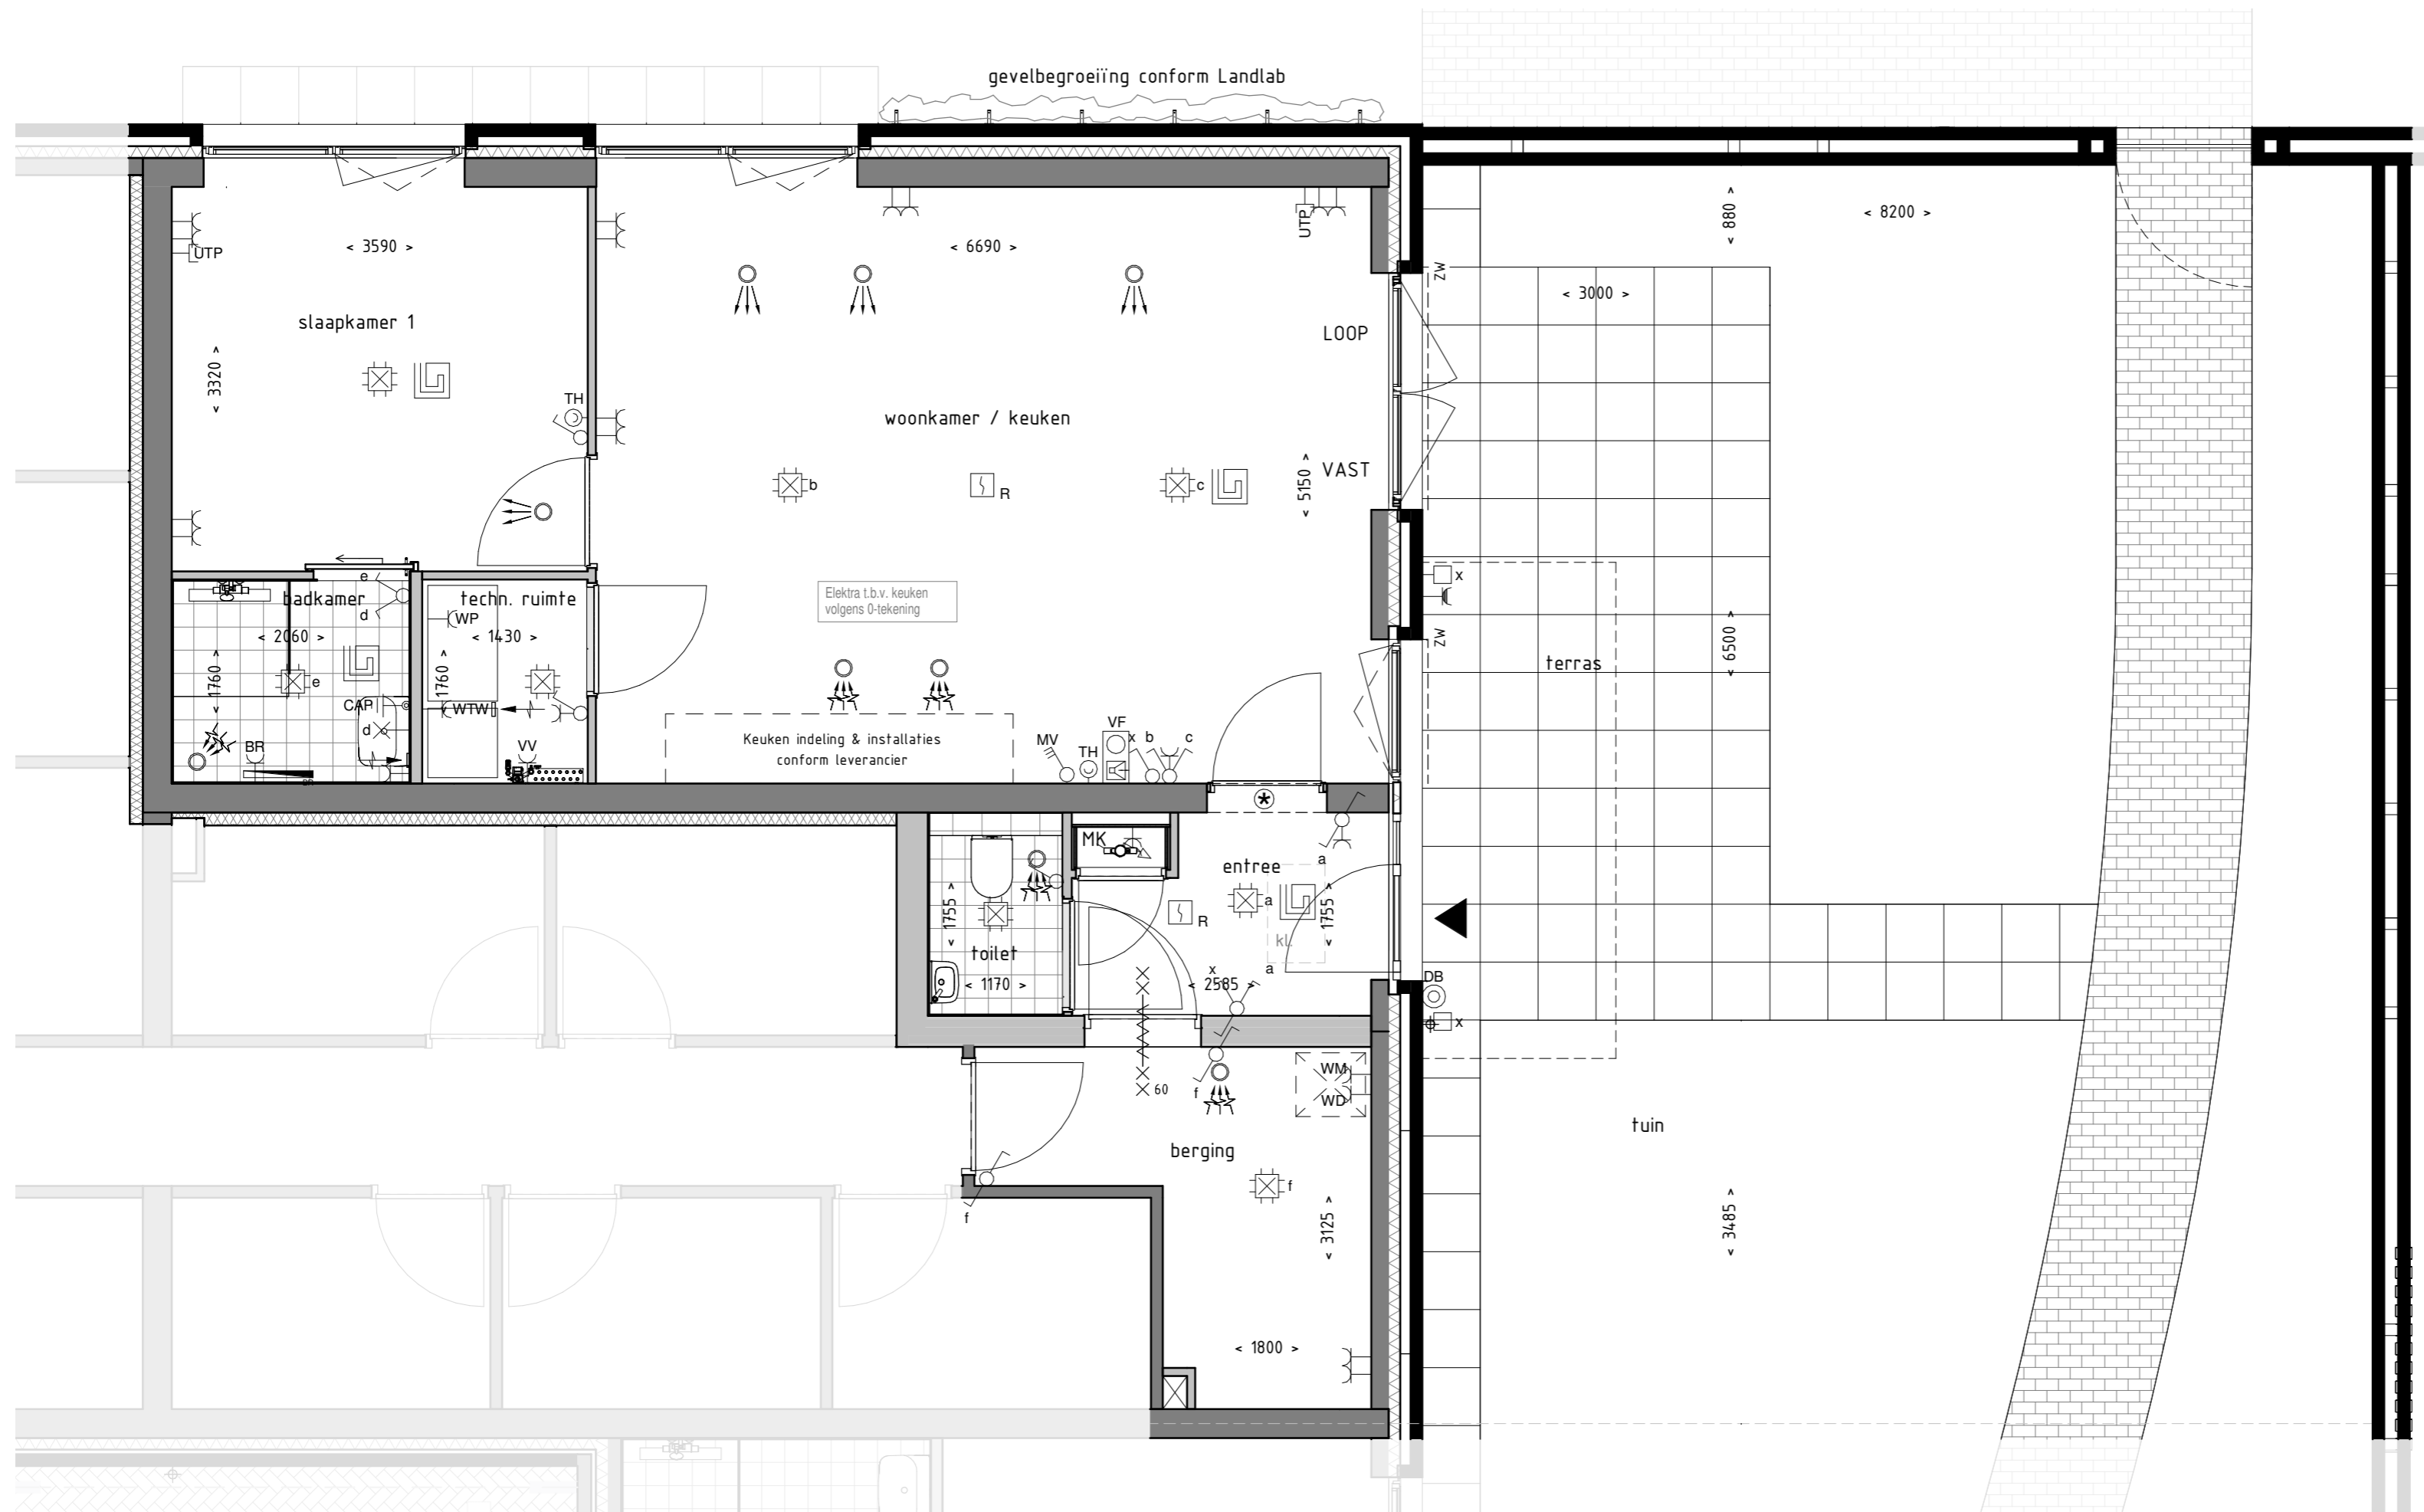 gevelbegroeiïng conform Landlab
UTP
< 3590 >
slaapkamer 1
< 3320 >
TH
< 6690 >
UTP
woonkamer / keuken
LOOP
VAST
< 5150 >
b
R
c
Elektra t.b.v. keuken
volgens 0-tekening
Keuken indeling & installaties
conform leverancier
MV
TH
VF
x
b
c
badkamer
e
d
< 2060 >
< 1760 >
e
CAP
d
BR
techn. ruimte
WP
< 1430 >
< 1760 >
WTW
VV
ZW
ZW
< 880 >
< 8200 >
< 3000 >
x
terras
< 6500 >
MK
entree
a
a
R
kl.
< 1755 >
< 1755 >
toilet
< 1170 >
x
a
< 2585 >
DB
x
60
f
WM
WD
berging
f
f
< 3125 >
< 1800 >
tuin
< 3485 >